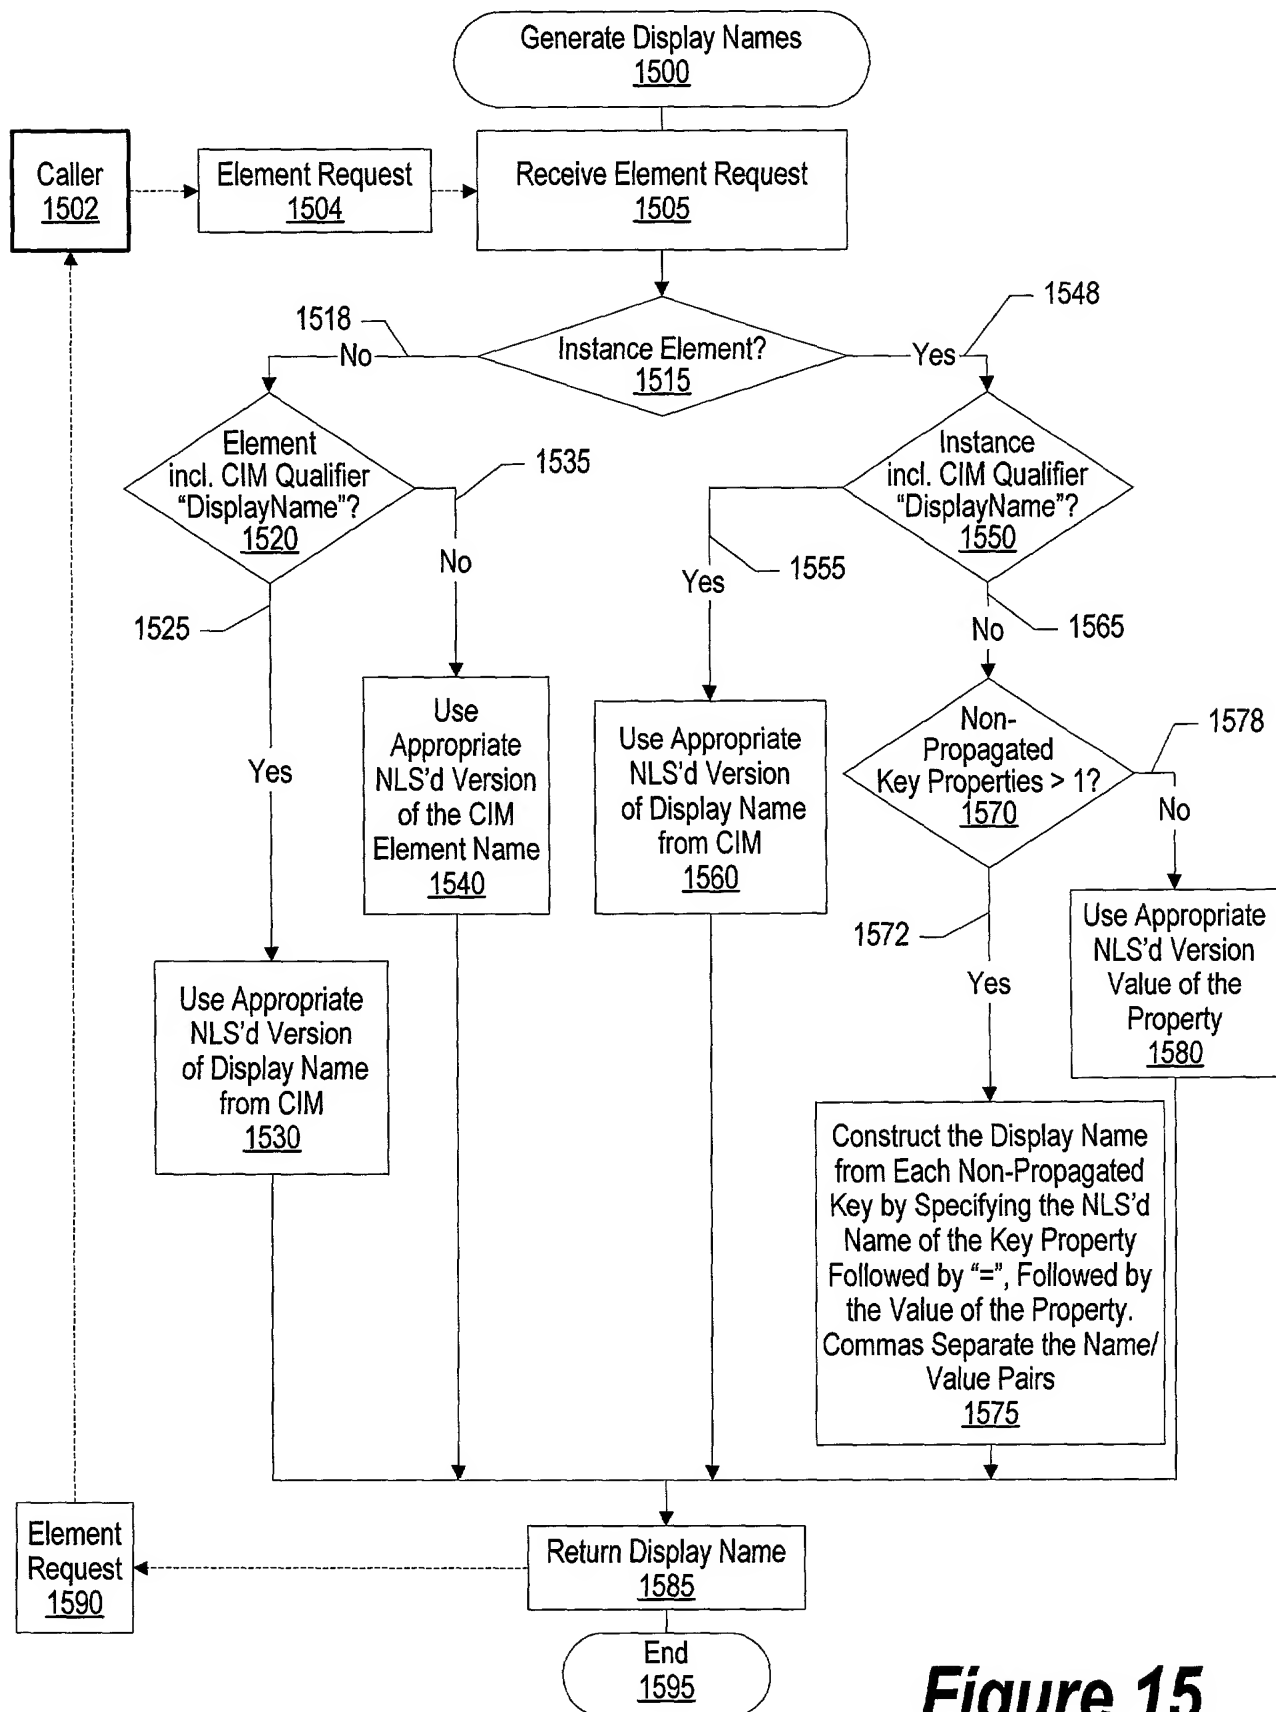 Generate Display Names
1500
Caller
1502
Element Request
1504
Receive Element Request
1505
1518
1548
No
Instance Element?
1515
Yes
Element
incl. CIM Qualifier
“DisplayName”?
1520
1535
No
Instance
incl. CIM Qualifier
“DisplayName”?
1550
Yes
1555
1525
No
1565
Yes
Use
Appropriate
NLS’d Version
of the CIM
Element Name
1540
Use Appropriate
NLS’d Version
of Display Name
from CIM
1560
Non-
Propagated
Key Properties > 1?
1570
1578
No
1572
Yes
Use Appropriate
NLS’d Version
Value of the
Property
1580
Use Appropriate
NLS’d Version
of Display Name
from CIM
1530
Construct the Display Name
from Each Non-Propagated
Key by Specifying the NLS’d
Name of the Key Property
Followed by “=”, Followed by
the Value of the Property.
Commas Separate the Name/
Value Pairs
1575
Element
Request
1590
Return Display Name
1585
End
1595
Figure 15